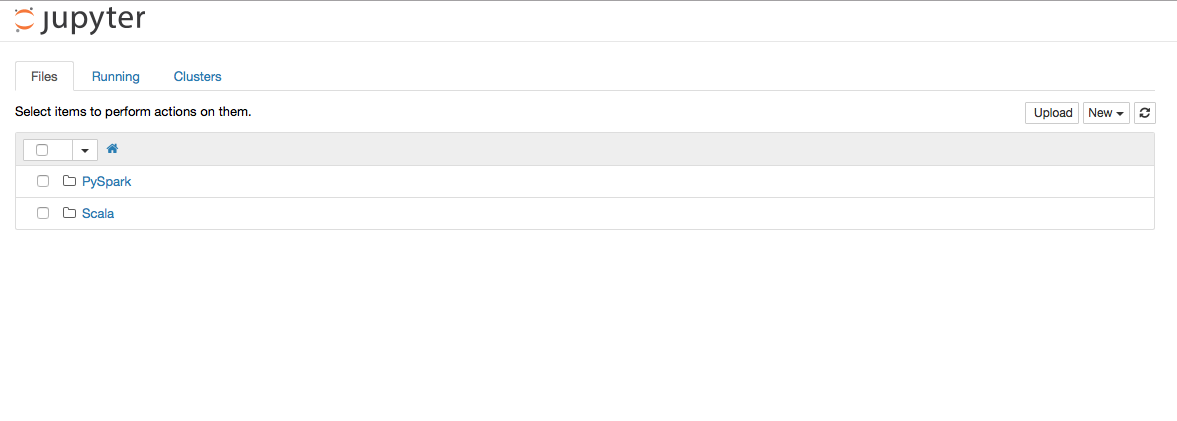 jupyter
Files Running Clusters
Select items to perform actions on them. Upload New
PySpark
Scala